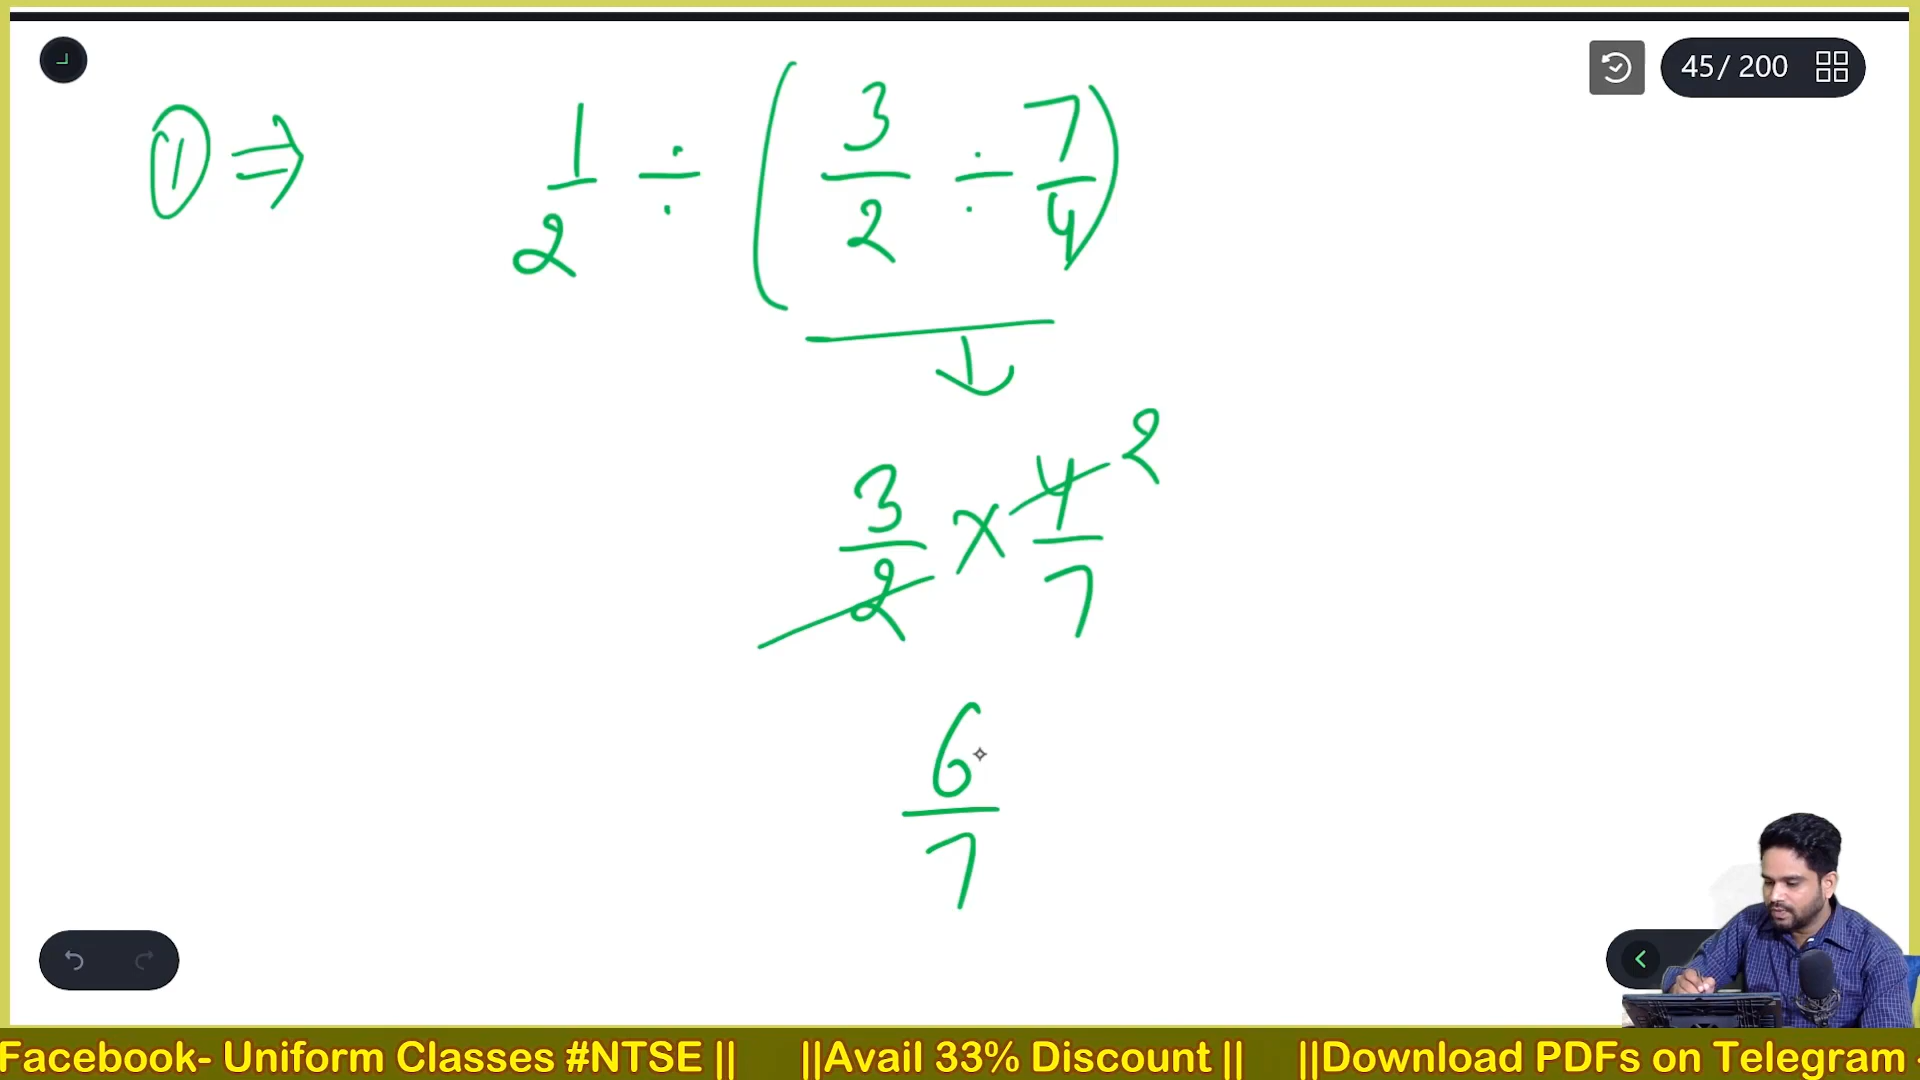 45/ 200
① ⇒ 1/2 ÷ ( 3/2 ÷ 7/4 )
↓
3/2 × 4/7 2
6/7
Facebook- Uniform Classes #NTSE || ||Avail 33% Discount || ||Download PDFs on Telegram